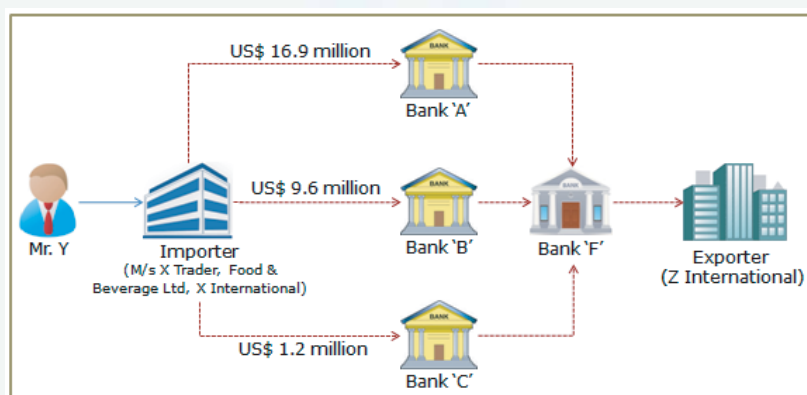 US$ 16.9 million
BANK
Bank ‘A’
Mr. Y
US$ 9.6 million
BANK
BANK
Importer
(M/s X Trader, Food &
Beverage Ltd, X International)
Bank ‘B’
Bank ‘F’
Exporter
(Z International)
US$ 1.2 million
BANK
Bank ‘C’